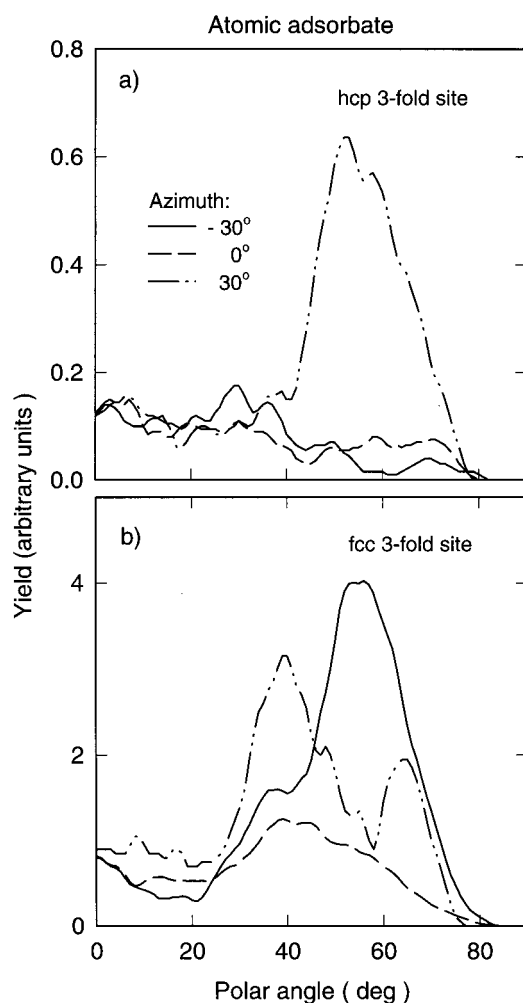 Atomic adsorbate
0.8
a)
hcp 3-fold site
0.6
Azimuth:
- 30°
0°
30°
0.4
0.2
0.0
Yield (arbitrary units )
b)
fcc 3-fold site
4
2
0
0 20 40 60 80
Polar angle ( deg)